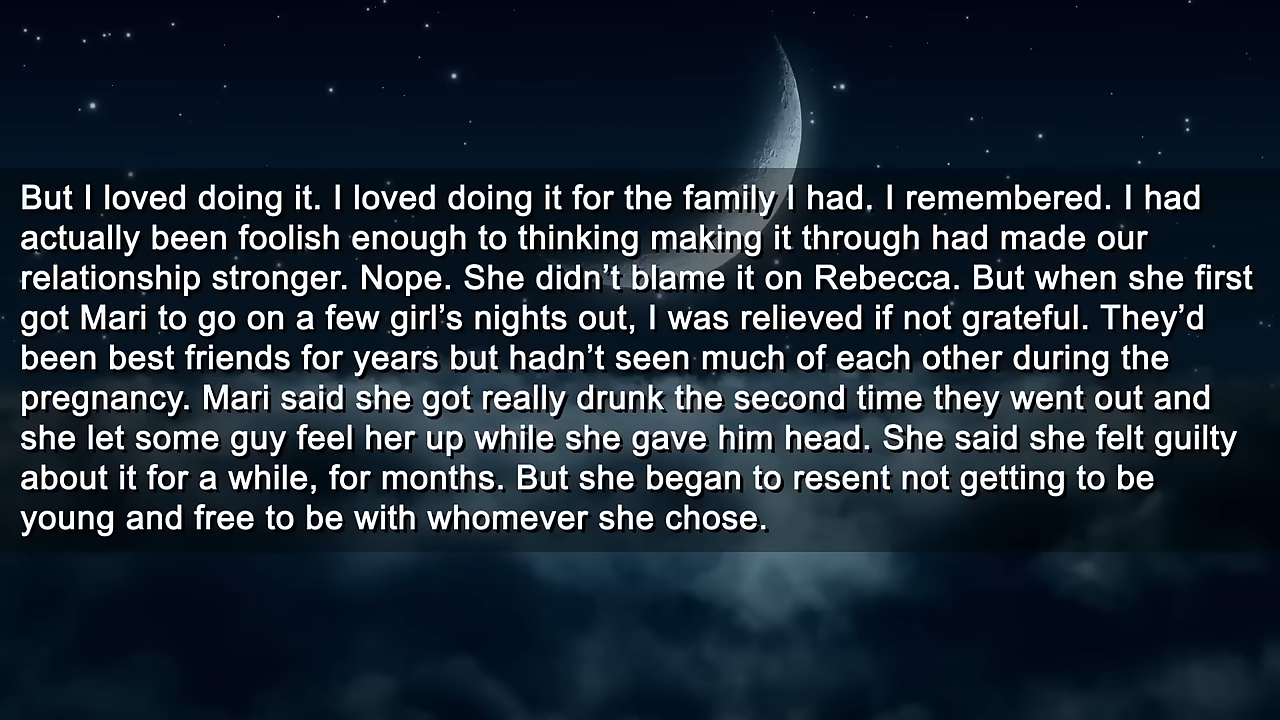 But I loved doing it. I loved doing it for the family I had. I remembered. I had
actually been foolish enough to thinking making it through had made our
relationship stronger. Nope. She didn’t blame it on Rebecca. But when she first
got Mari to go on a few girl’s nights out, I was relieved if not grateful. They’d
been best friends for years but hadn’t seen much of each other during the
pregnancy. Mari said she got really drunk the second time they went out and
she let some guy feel her up while she gave him head. She said she felt guilty
about it for a while, for months. But she began to resent not getting to be
young and free to be with whomever she chose.